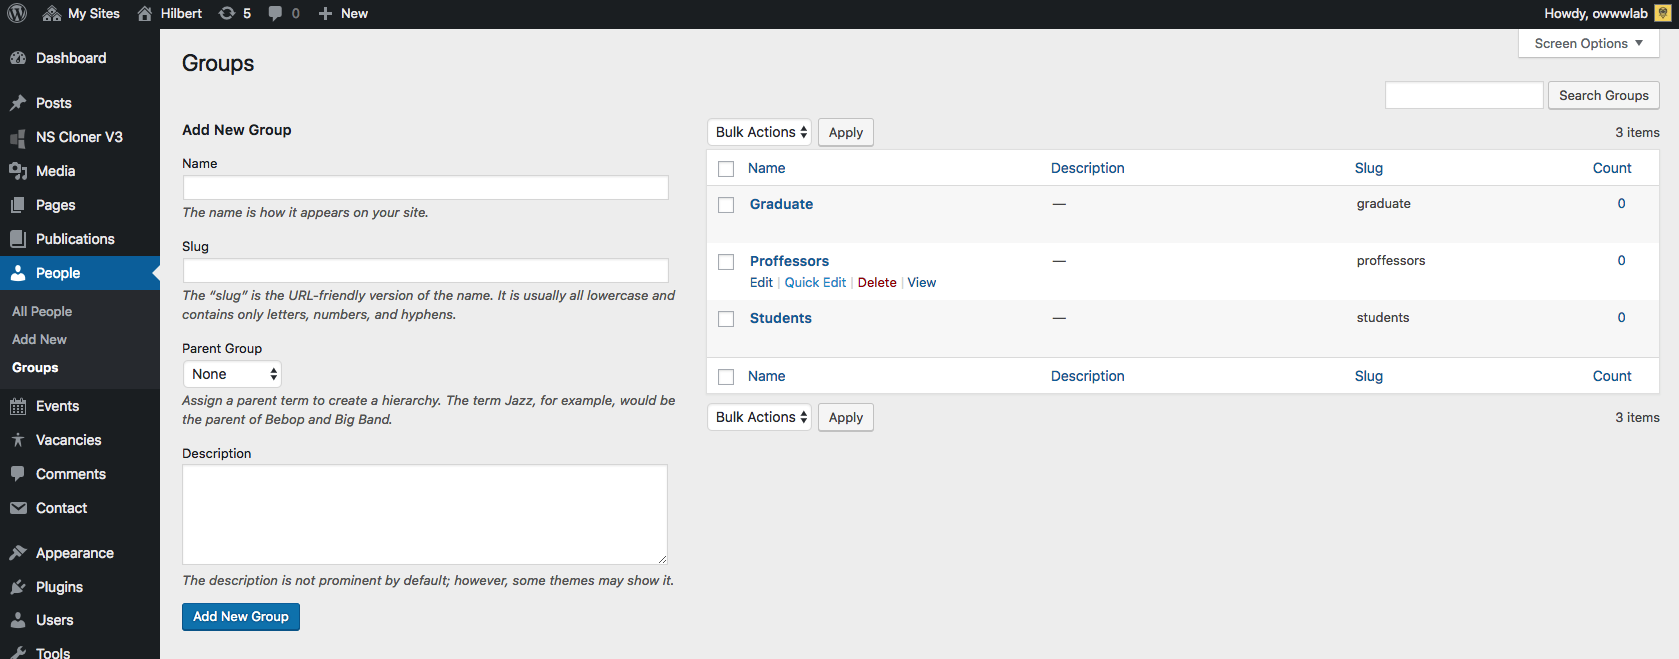 My Sites Hilbert 5 0 New Howdy, owwwlab
Screen Options
Dashboard
Posts
NS Cloner V3
Media
Pages
Publications
People
All People
Add New
Groups
Events
Vacancies
Comments
Contact
Appearance
Plugins
Users
Tools
Groups
Search Groups
Add New Group
Name
The name is how it appears on your site.
Slug
The “slug” is the URL-friendly version of the name. It is usually all lowercase and
contains only letters, numbers, and hyphens.
Parent Group
None
Assign a parent term to create a hierarchy. The term Jazz, for example, would be
the parent of Bebop and Big Band.
Description
The description is not prominent by default; however, some themes may show it.
Add New Group
Bulk Actions Apply 3 items
Name Description Slug Count
Graduate — graduate 0
Proffessors — proffessors 0
Edit | Quick Edit | Delete | View
Students — students 0
Name Description Slug Count
Bulk Actions Apply 3 items